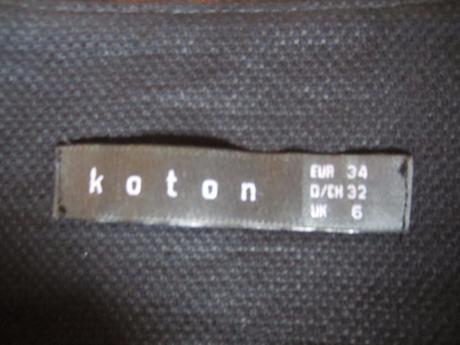 koton
EUR 34
D/CH 32
UK 6